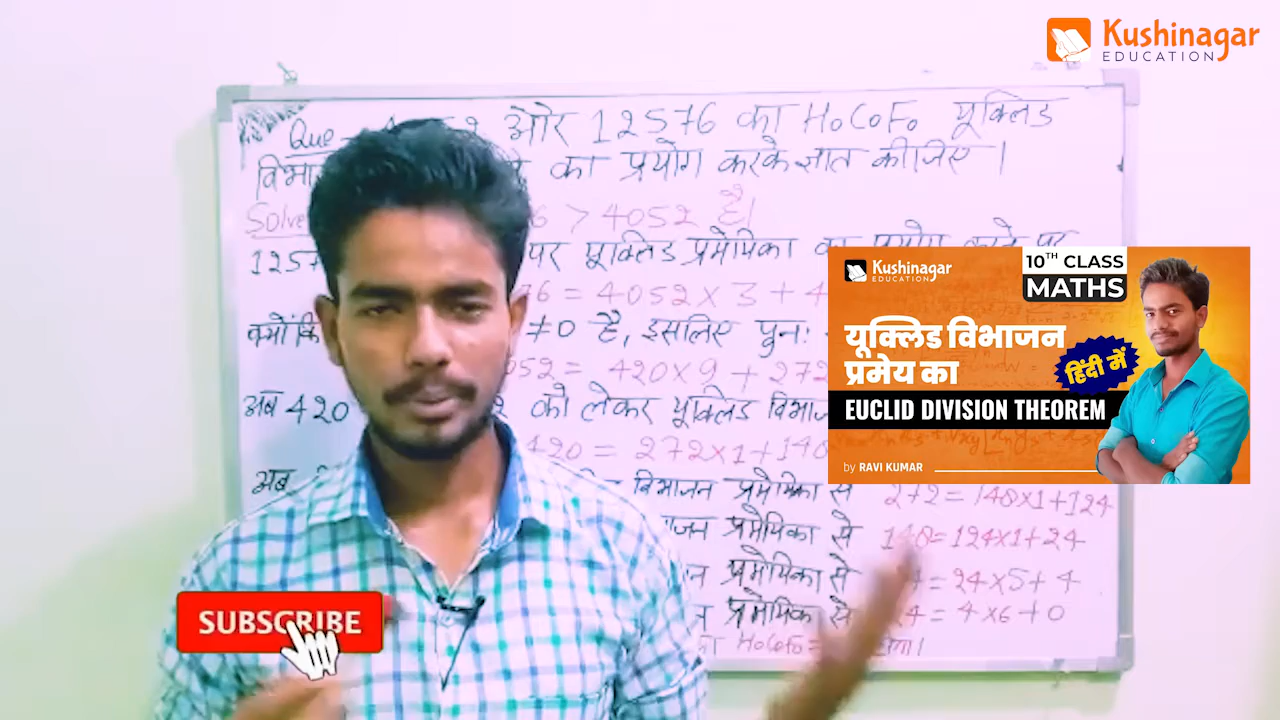 Kushinagar
EDUCATION
Que और 12576 का H.C.F. यूक्लिड
विभा का प्रयोग करके ज्ञात कीजिए।
Solve 6 > 4052 है।
1257 पर यूक्लिड प्रमेयिका का प्रयोग करने पर
76 = 4052 × 3 + 4
क्योंकि ≠0 है, इसलिए पुनः
052 = 420×9 + 272
अब 420 को लेकर यूक्लिड विभाज
420 = 272×1+148
अब विभाजन प्रमेयिका से 272 = 148×1+124
ाजन प्रमेयिका से 148=124×1+24
न प्रमेयिका से 4 = 24×5+ 4
न प्रमेयिका से 24 = 4×6+0
का H.C.F. =
Kushinagar
EDUCATION
10TH CLASS
MATHS
यूक्लिड विभाजन
प्रमेय का
हिंदी में
EUCLID DIVISION THEOREM
by RAVI KUMAR
SUBSCRIBE